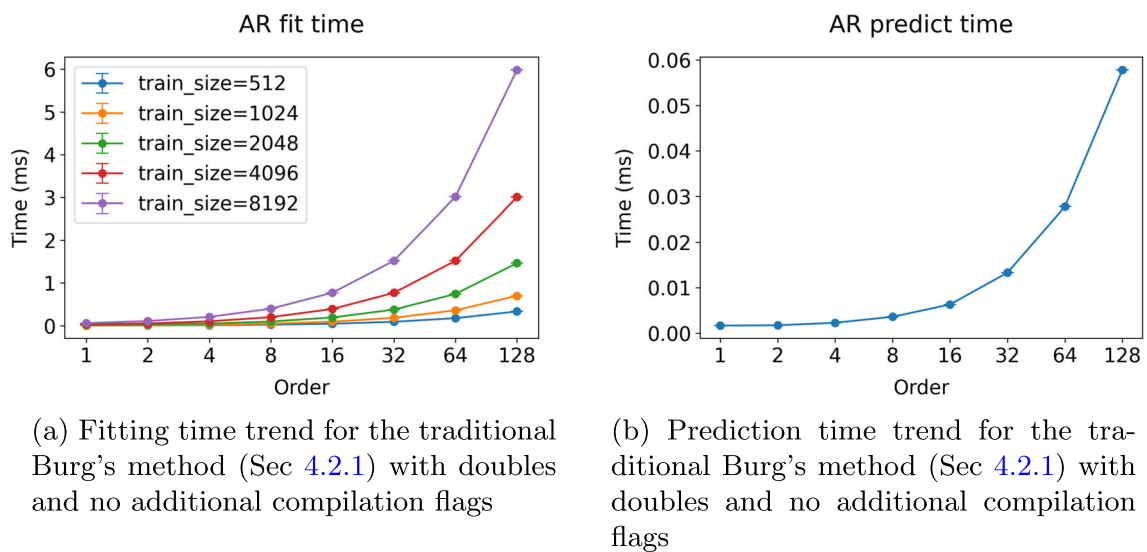 AR fit time
6
5
4
3
2
1
0
Time (ms)
train_size=512
train_size=1024
train_size=2048
train_size=4096
train_size=8192
1 2 4 8 16 32 64 128
Order
(a) Fitting time trend for the traditional
Burg's method (Sec 4.2.1) with doubles
and no additional compilation flags
AR predict time
0.06
0.05
0.04
0.03
0.02
0.01
0.00
Time (ms)
1 2 4 8 16 32 64 128
Order
(b) Prediction time trend for the tra-
ditional Burg's method (Sec 4.2.1) with
doubles and no additional compilation
flags